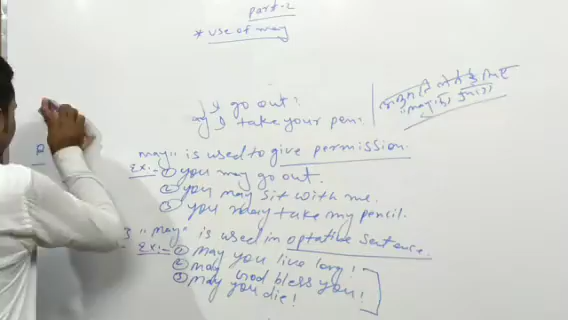 Part-2
* Use of may
I go out?
may I take your pen.
may" is used to give permission.
Ex:- ① you may go out.
② you may sit with me.
③ you may take my pencil.
3 "may" is used in optative sentence.
Ex:- ① may you live long!
② may God bless you!
③ may you die!